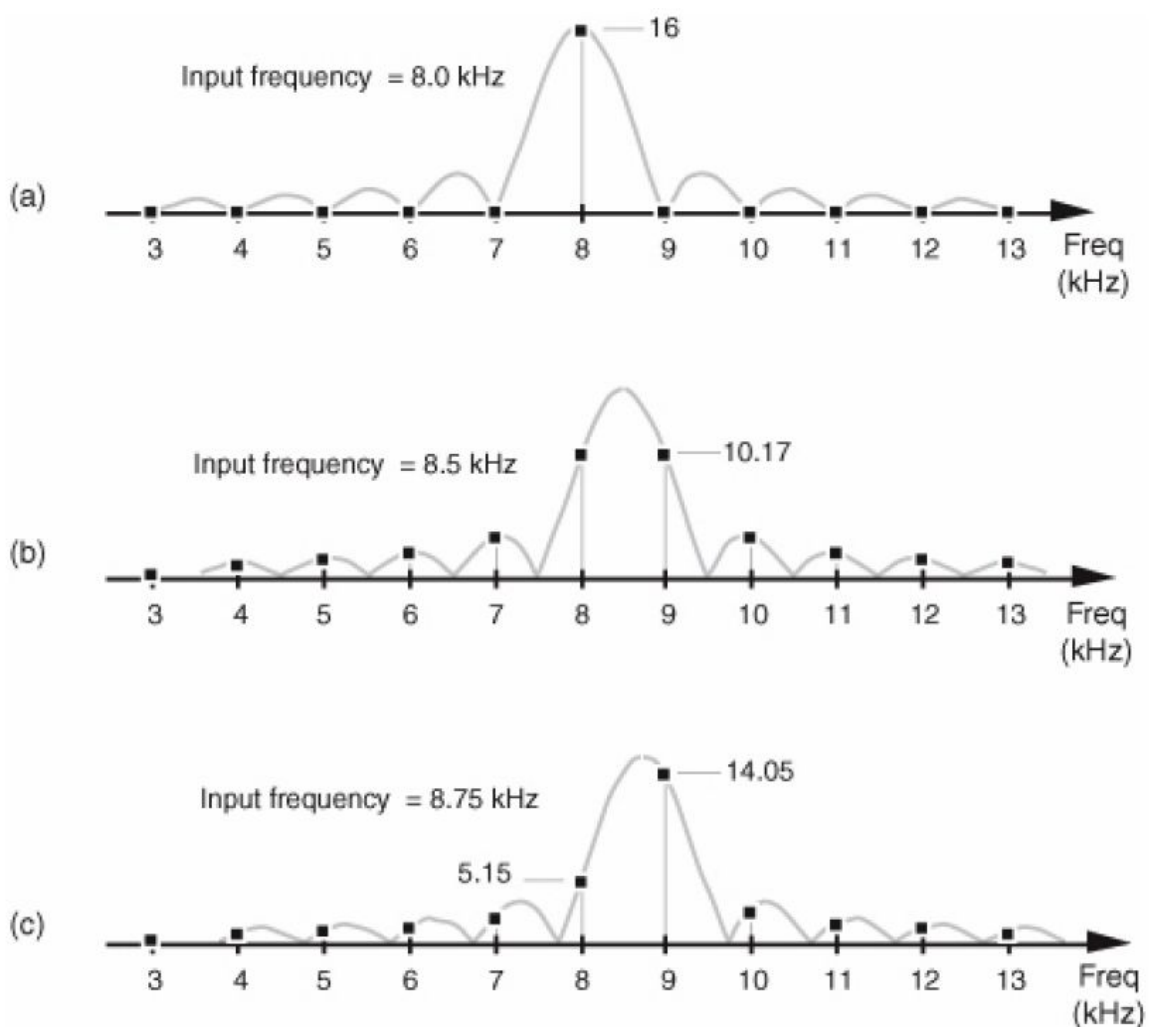 16
Input frequency = 8.0 kHz
(a)
3 4 5 6 7 8 9 10 11 12 13 Freq
(kHz)
Input frequency = 8.5 kHz
10.17
(b)
3 4 5 6 7 8 9 10 11 12 13 Freq
(kHz)
Input frequency = 8.75 kHz
14.05
5.15
(c)
3 4 5 6 7 8 9 10 11 12 13 Freq
(kHz)